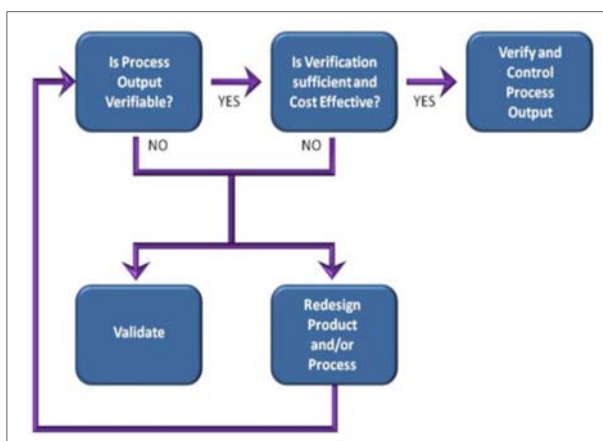 Is Process
Output
Verifiable?
YES
Is Verification
sufficient and
Cost Effective?
YES
Verify and
Control
Process
Output
NO
NO
Validate
Redesign
Product
and/or
Process